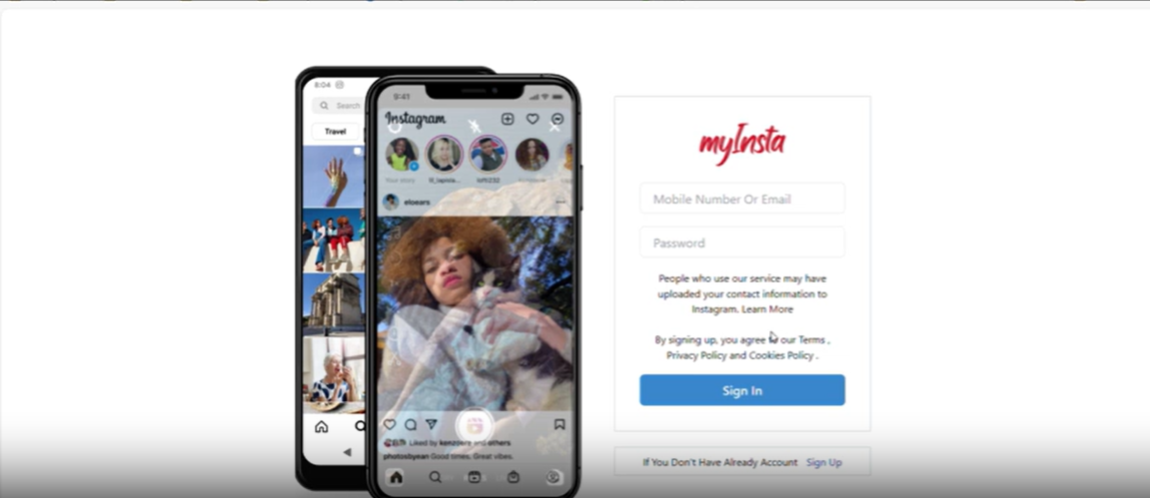 8:04
Search
Travel
9:41
Instagram
Your story
lofti232
eloears
Liked by kenzoere and others
photosbyean Good times. Great vibes.
myInsta
Mobile Number Or Email
Password
People who use our service may have
uploaded your contact information to
Instagram. Learn More
By signing up, you agree to our Terms ,
Privacy Policy and Cookies Policy .
Sign In
If You Don't Have Already Account Sign Up